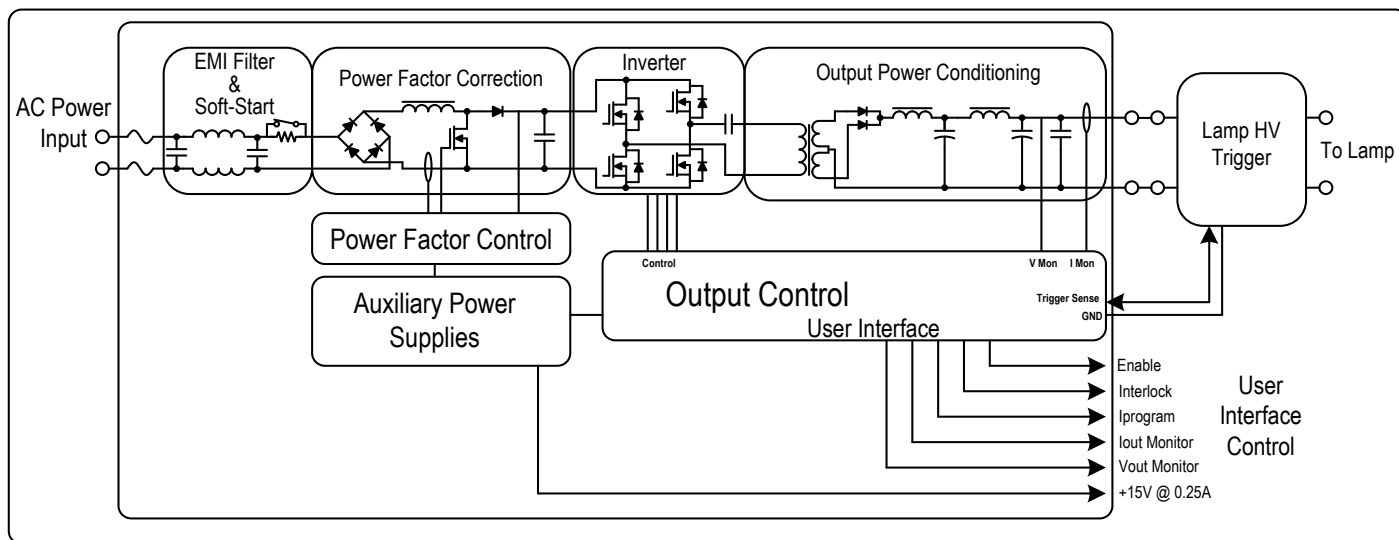 EMI Filter
&
Soft-Start
Power Factor Correction
Inverter
Output Power Conditioning
AC Power
Input
Lamp HV
Trigger
To Lamp
Power Factor Control
Control
V Mon
I Mon
Auxiliary Power
Supplies
Output Control
Trigger Sense
GND
User Interface
Enable
Interlock
Iprogram
Iout Monitor
Vout Monitor
+15V @ 0.25A
User
Interface
Control